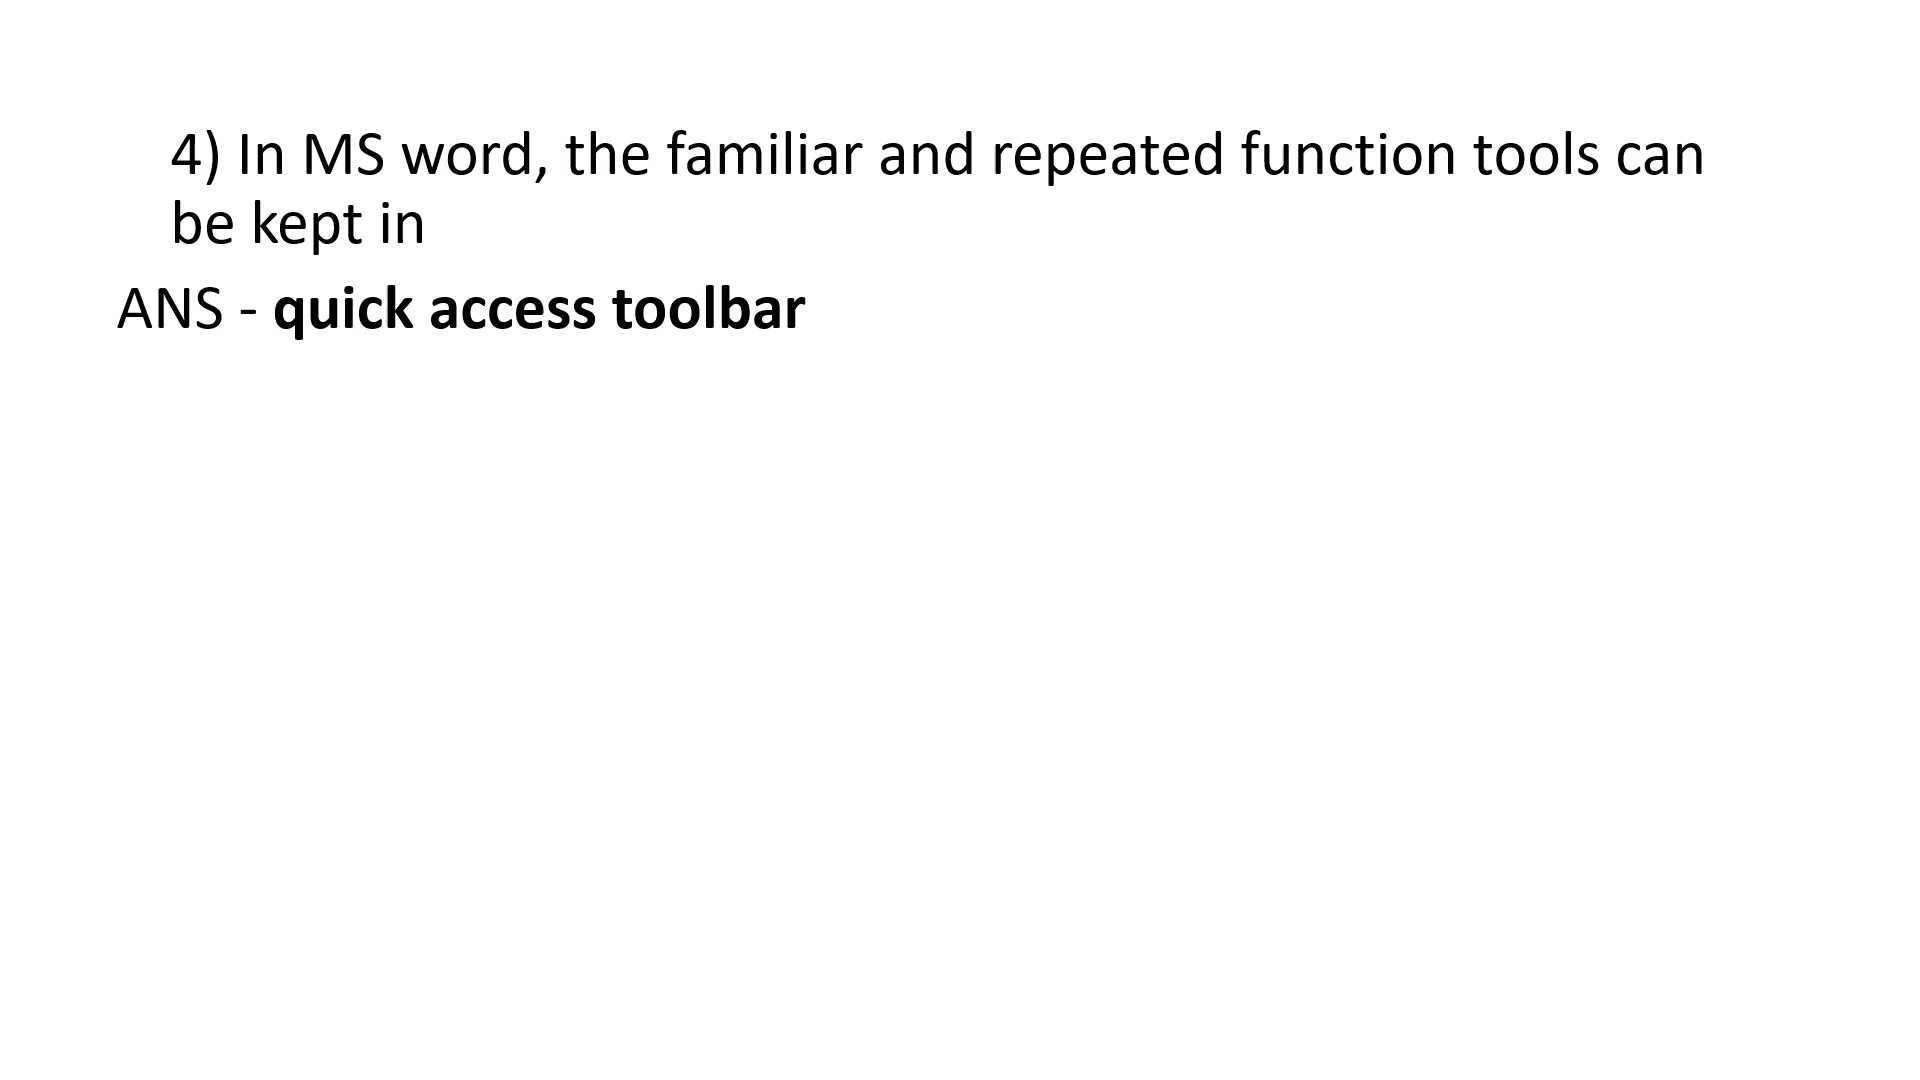 4) In MS word, the familiar and repeated function tools can
be kept in
ANS - quick access toolbar